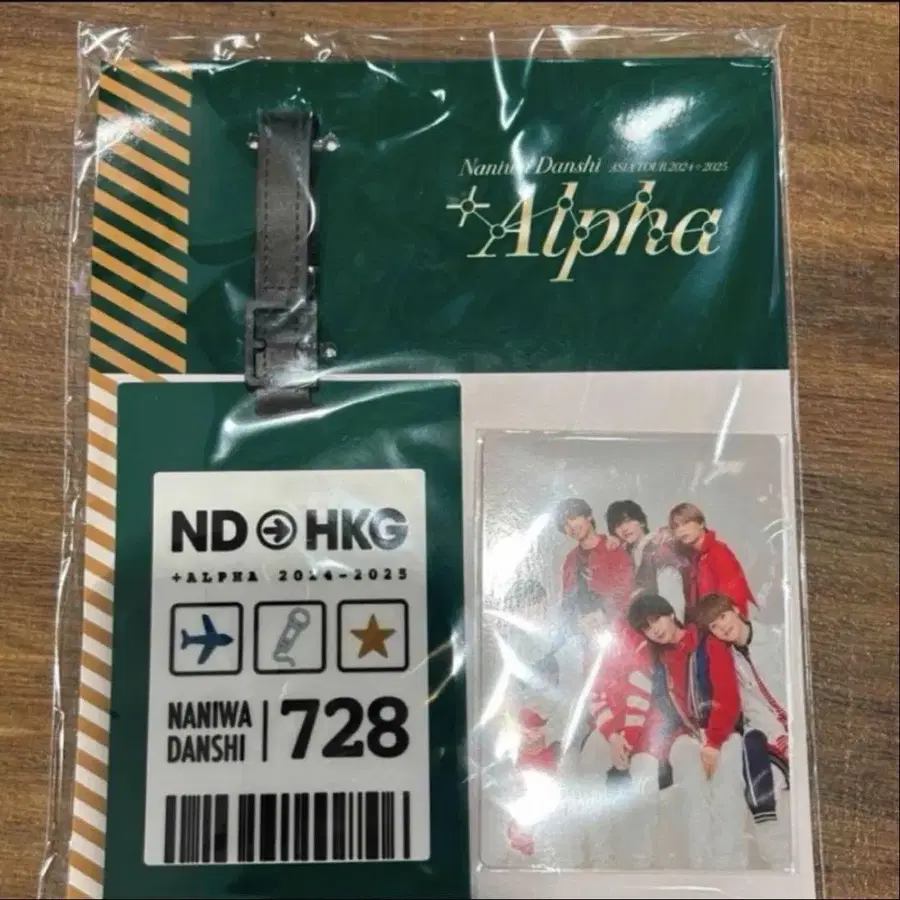 Naniwa Danshi ASIA TOUR 2024+2025
+Alpha
ND HKG
+ALPHA 2024-2025
NANIWA
DANSHI
728